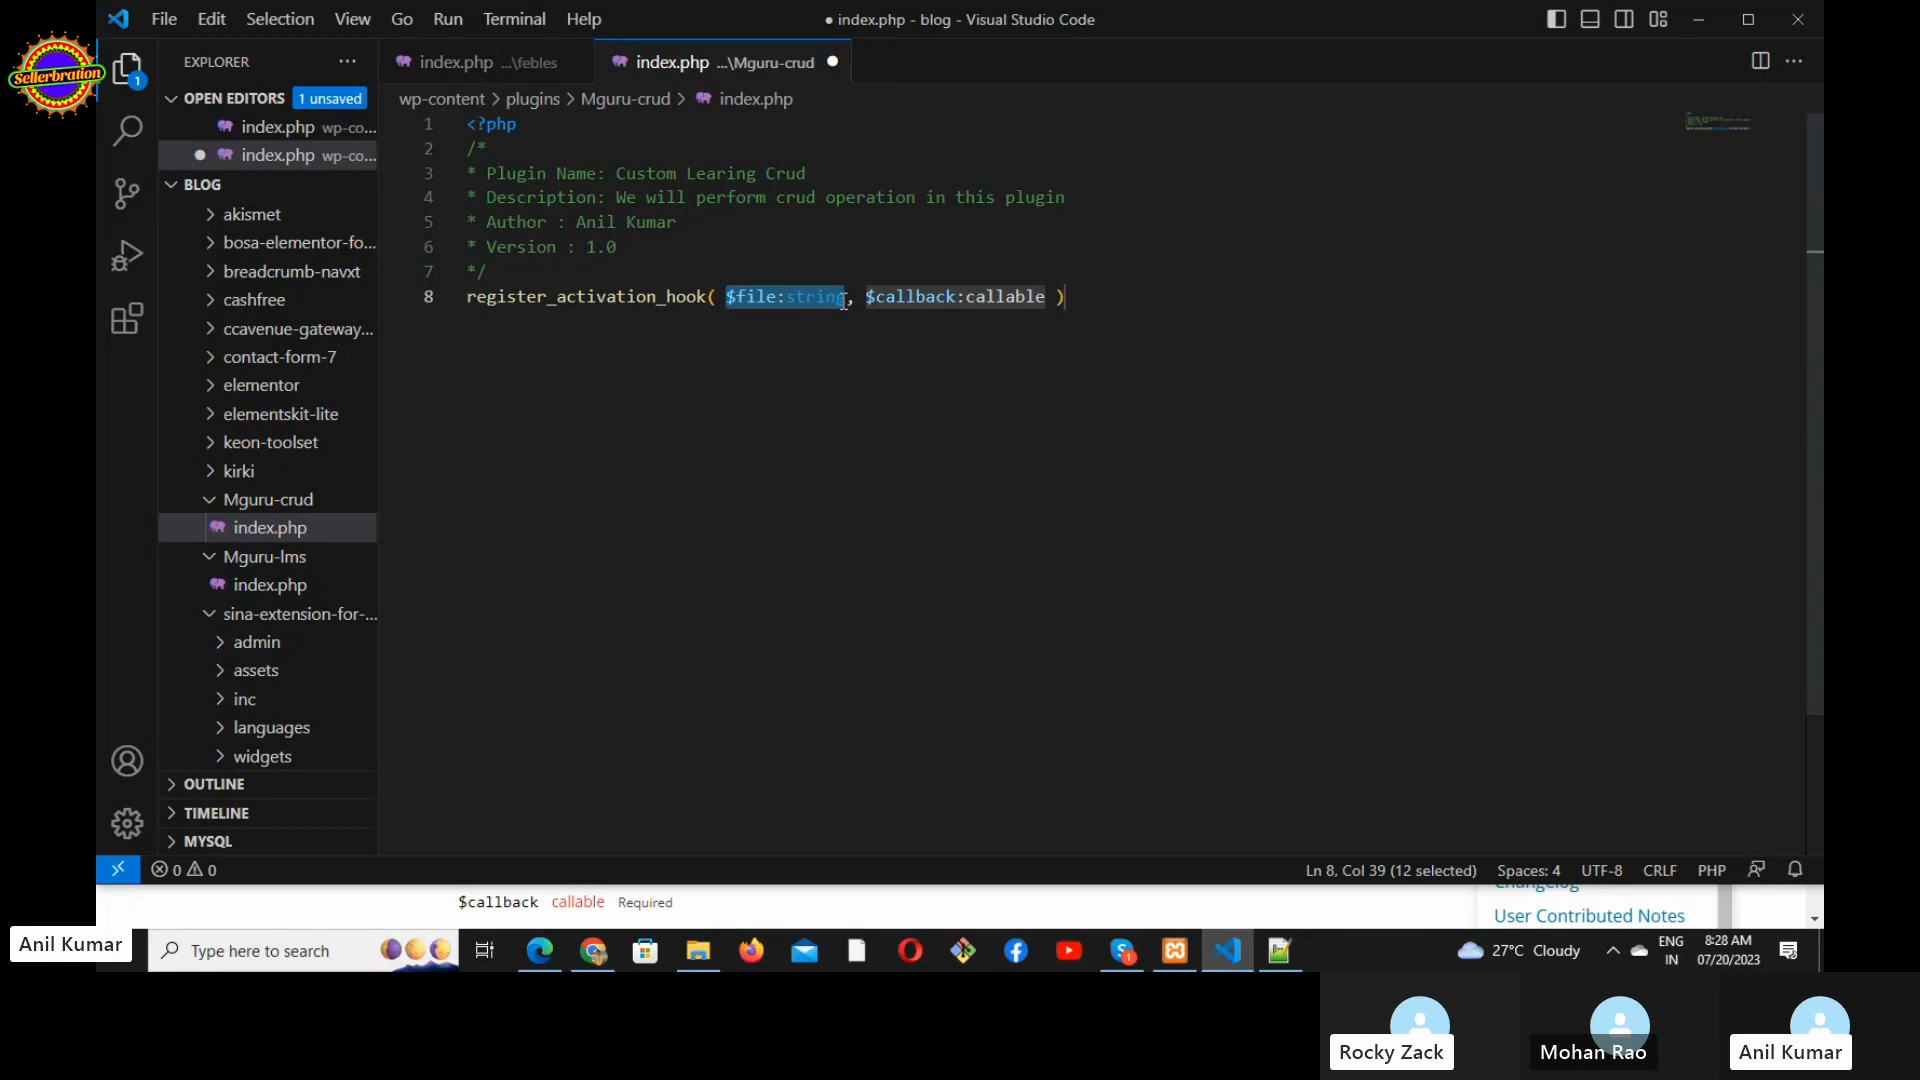 File Edit Selection View Go Run Terminal Help
● index.php - blog - Visual Studio Code
Sellerbration
EXPLORER
index.php ...\febles
index.php ...\Mguru-crud
OPEN EDITORS 1 unsaved
wp-content > plugins > Mguru-crud > index.php
index.php wp-co...
index.php wp-co...
BLOG
akismet
bosa-elementor-fo...
breadcrumb-navxt
cashfree
ccavenue-gateway...
contact-form-7
elementor
elementskit-lite
keon-toolset
kirki
Mguru-crud
index.php
Mguru-lms
index.php
sina-extension-for-...
admin
assets
inc
languages
widgets
OUTLINE
TIMELINE
MYSQL
1 <?php
2 /*
3 * Plugin Name: Custom Learing Crud
4 * Description: We will perform crud operation in this plugin
5 * Author : Anil Kumar
6 * Version : 1.0
7 */
8 register_activation_hook( $file:string, $callback:callable )
1
0 0
Ln 8, Col 39 (12 selected) Spaces: 4 UTF-8 CRLF PHP
$callback callable Required
Changelog
User Contributed Notes
Anil Kumar
Type here to search
27°C Cloudy
ENG
IN
8:28 AM
07/20/2023
Rocky Zack
Mohan Rao
Anil Kumar